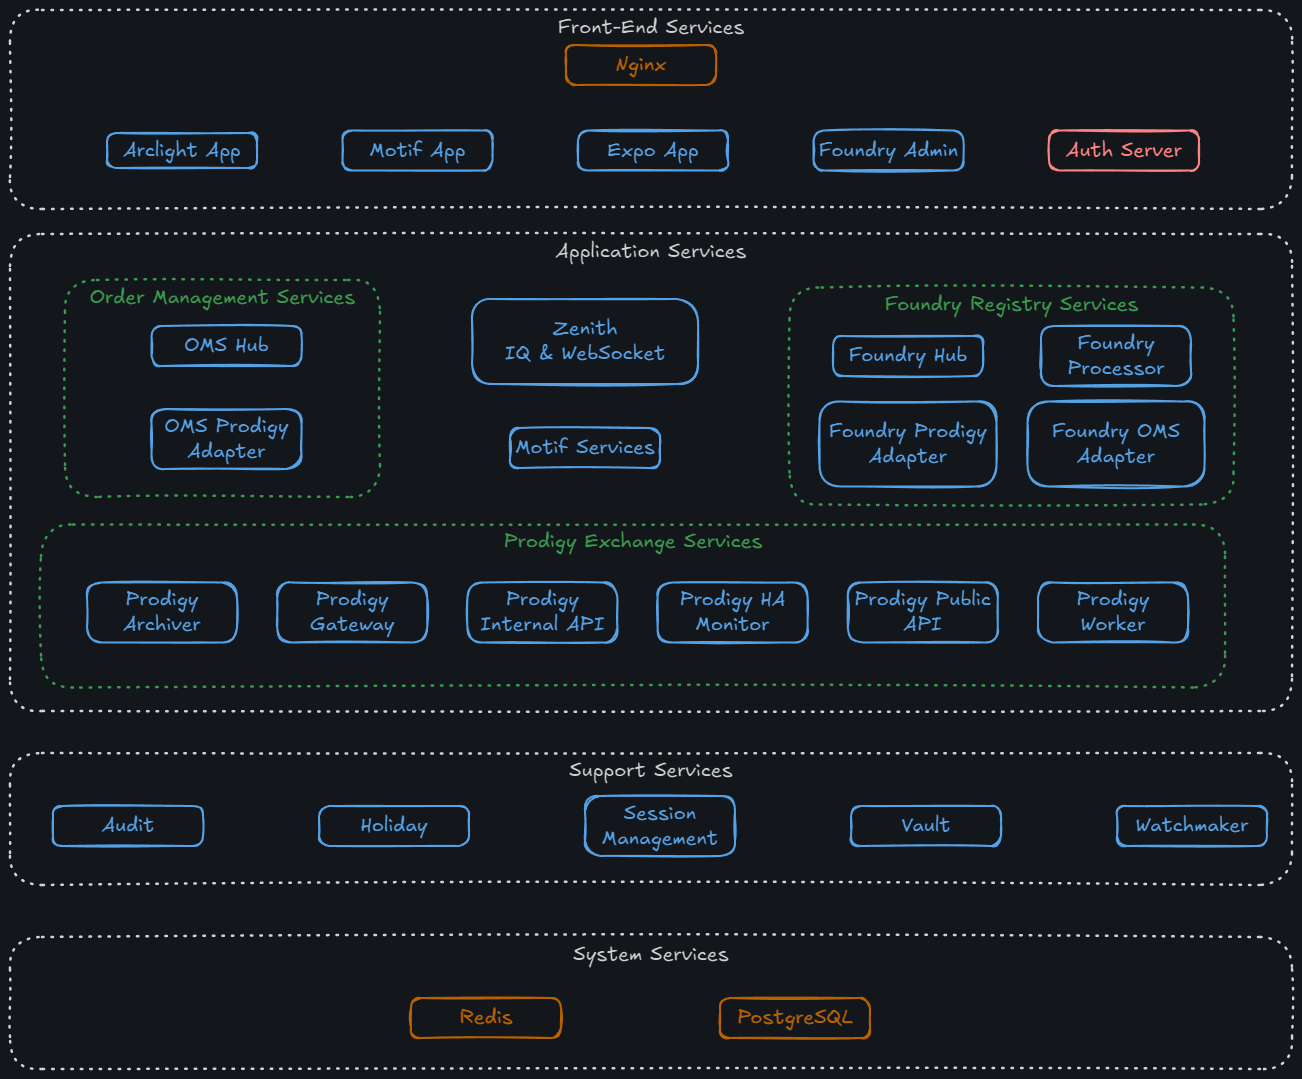 Front-End Services
Nginx
Arclight App
Motif App
Expo App
Foundry Admin
Auth Server
Application Services
Order Management Services
OMS Hub
OMS Prodigy
Adapter
Zenith
IQ & WebSocket
Motif Services
Foundry Registry Services
Foundry Hub
Foundry
Processor
Foundry Prodigy
Adapter
Foundry OMS
Adapter
Prodigy Exchange Services
Prodigy
Archiver
Prodigy
Gateway
Prodigy
Internal API
Prodigy HA
Monitor
Prodigy Public
API
Prodigy
Worker
Support Services
Audit
Holiday
Session
Management
Vault
Watchmaker
System Services
Redis
PostgreSQL